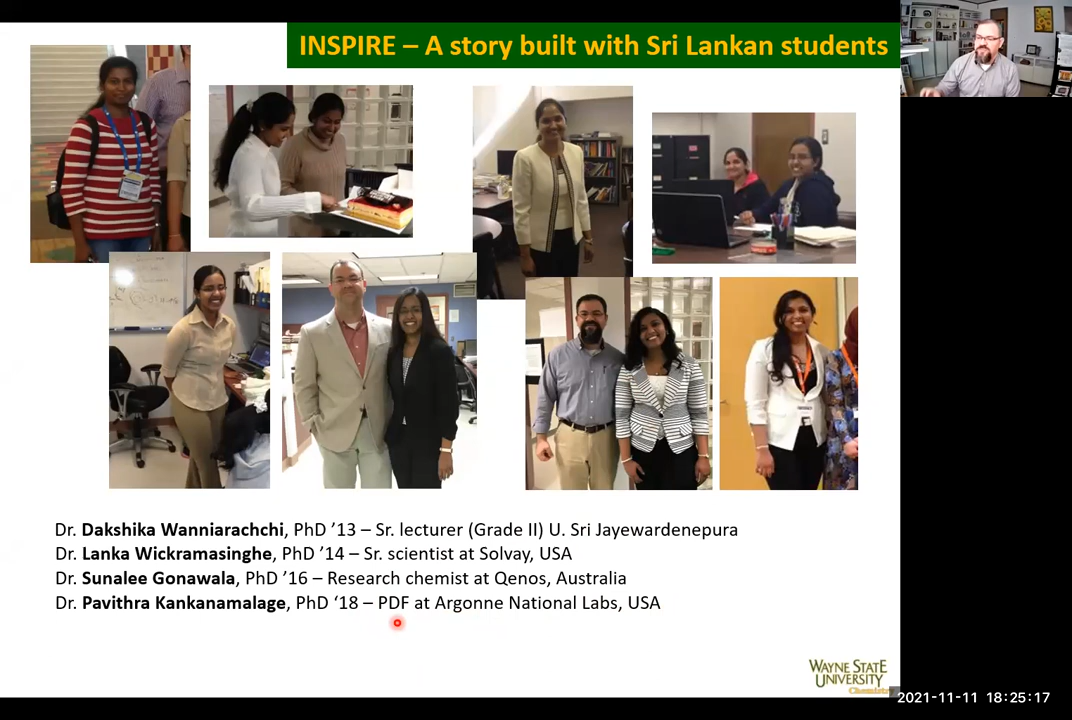 INSPIRE – A story built with Sri Lankan students
Dr. Dakshika Wanniarachchi, PhD ’13 – Sr. lecturer (Grade II) U. Sri Jayewardenepura
Dr. Lanka Wickramasinghe, PhD ’14 – Sr. scientist at Solvay, USA
Dr. Sunalee Gonawala, PhD ’16 – Research chemist at Qenos, Australia
Dr. Pavithra Kankanamalage, PhD ‘18 – PDF at Argonne National Labs, USA
WAYNE STATE
UNIVERSITY
Chemistry
2021-11-11 18:25:17